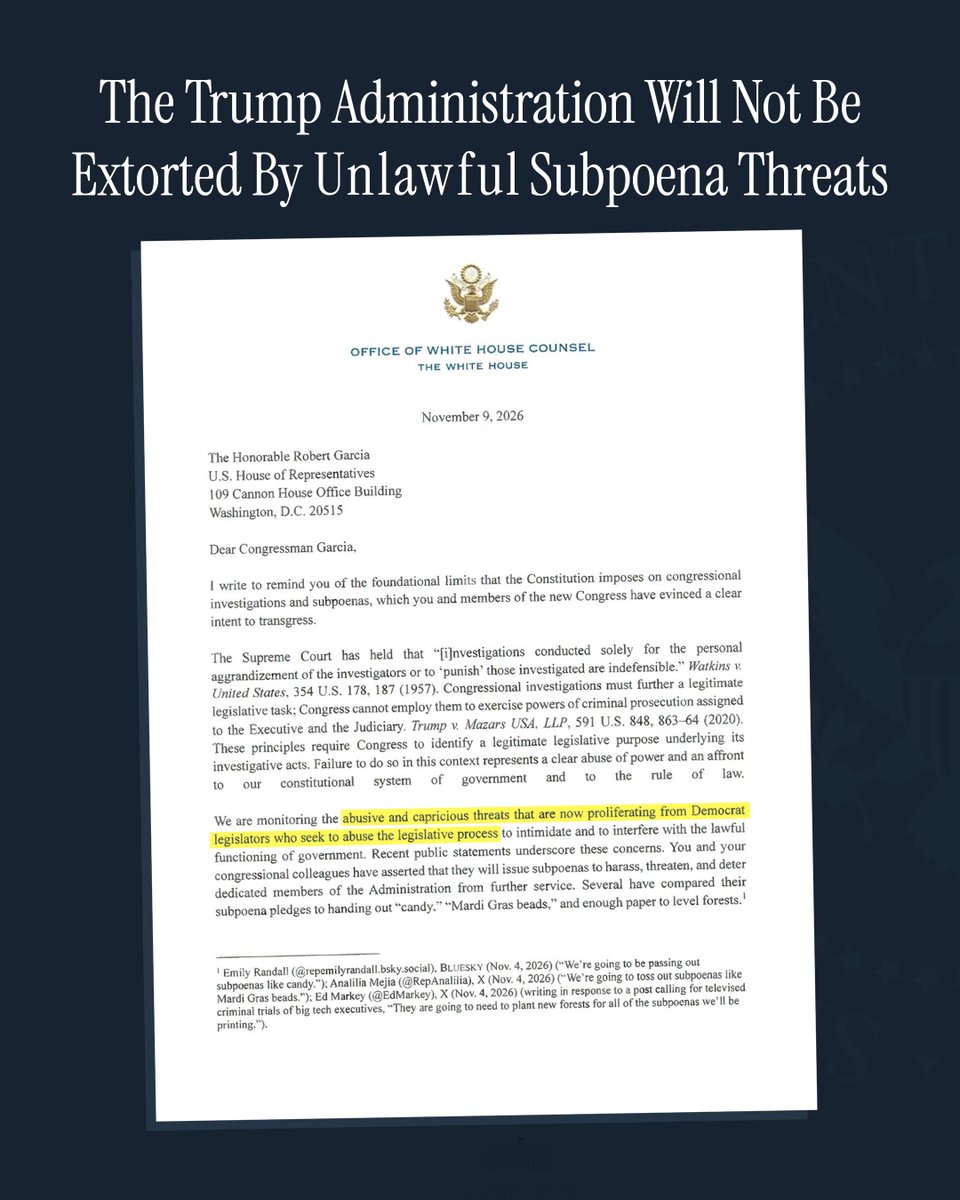 The Trump Administration Will Not Be
Extorted By Unlawful Subpoena Threats
OFFICE OF WHITE HOUSE COUNSEL
THE WHITE HOUSE
November 9, 2026
The Honorable Robert Garcia
U.S. House of Representatives
109 Cannon House Office Building
Washington, D.C. 20515
Dear Congressman Garcia,
I write to remind you of the foundational limits that the Constitution imposes on congressional
investigations and subpoenas, which you and members of the new Congress have evinced a clear
intent to transgress.
The Supreme Court has held that “[i]nvestigations conducted solely for the personal
aggrandizement of the investigators or to ‘punish’ those investigated are indefensible.” Watkins v.
United States, 354 U.S. 178, 187 (1957). Congressional investigations must further a legitimate
legislative task; Congress cannot employ them to exercise powers of criminal prosecution assigned
to the Executive and the Judiciary. Trump v. Mazars USA, LLP, 591 U.S. 848, 863–64 (2020).
These principles require Congress to identify a legitimate legislative purpose underlying its
investigative acts. Failure to do so in this context represents a clear abuse of power and an affront
to our constitutional system of government and to the rule of law.
We are monitoring the abusive and capricious threats that are now proliferating from Democrat
legislators who seek to abuse the legislative process to intimidate and to interfere with the lawful
functioning of government. Recent public statements underscore these concerns. You and your
congressional colleagues have asserted that they will issue subpoenas to harass, threaten, and deter
dedicated members of the Administration from further service. Several have compared their
subpoena pledges to handing out “candy,” “Mardi Gras beads,” and enough paper to level forests.¹
¹ Emily Randall (@repemilyrandall.bsky.social), BLUESKY (Nov. 4, 2026) (“We’re going to be passing out
subpoenas like candy.”); Analilia Mejia (@RepAnalilia), X (Nov. 4, 2026) (“We’re going to toss out subpoenas like
Mardi Gras beads.”); Ed Markey (@EdMarkey), X (Nov. 4, 2026) (writing in response to a post calling for televised
criminal trials of big tech executives, “They are going to need to plant new forests for all of the subpoenas we’ll be
printing.”).